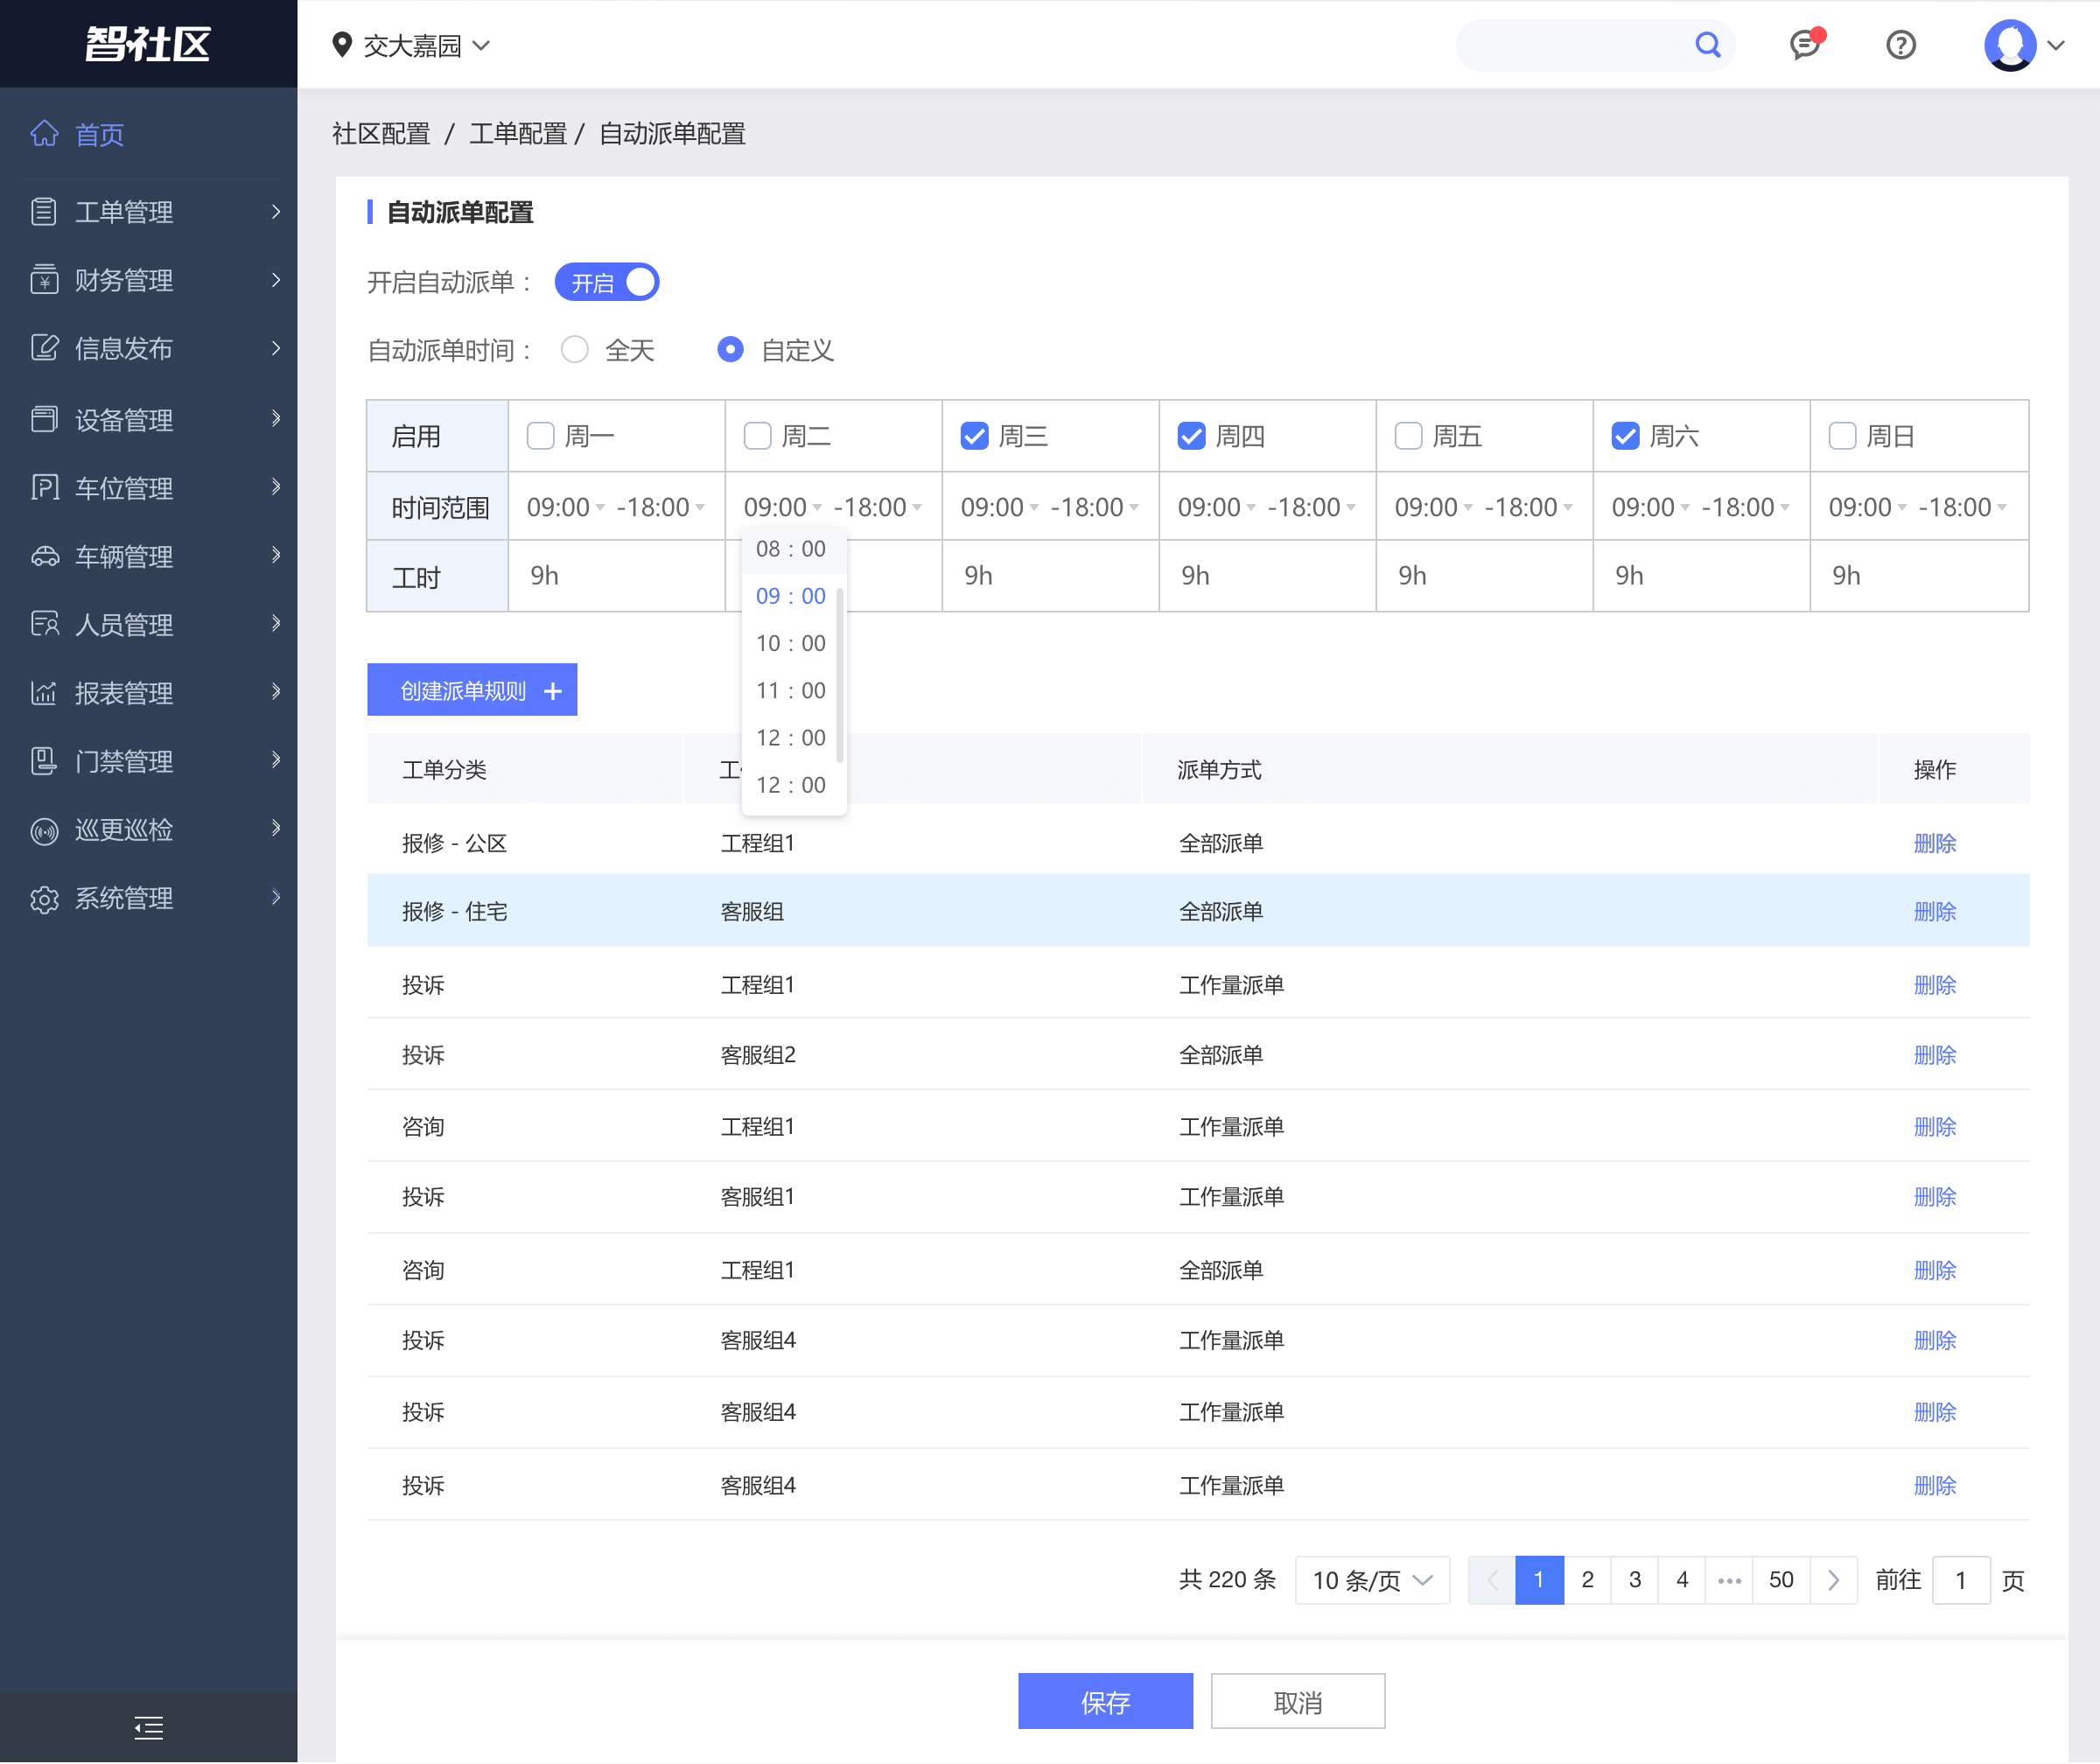 智社区
交大嘉园
首页
工单管理
财务管理
信息发布
设备管理
车位管理
车辆管理
人员管理
报表管理
门禁管理
巡更巡检
系统管理
社区配置 / 工单配置 / 自动派单配置
自动派单配置
开启自动派单： 开启
自动派单时间： 全天 自定义
启用 周一 周二 周三 周四 周五 周六 周日
时间范围 09:00 -18:00 09:00 -18:00 09:00 -18:00 09:00 -18:00 09:00 -18:00 09:00 -18:00 09:00 -18:00
工时 9h 9h 9h 9h 9h 9h
08 : 00
09 : 00
10 : 00
11 : 00
12 : 00
12 : 00
创建派单规则 +
工单分类 工 派单方式 操作
报修 - 公区 工程组1 全部派单 删除
报修 - 住宅 客服组 全部派单 删除
投诉 工程组1 工作量派单 删除
投诉 客服组2 全部派单 删除
咨询 工程组1 工作量派单 删除
投诉 客服组1 工作量派单 删除
咨询 工程组1 全部派单 删除
投诉 客服组4 工作量派单 删除
投诉 客服组4 工作量派单 删除
投诉 客服组4 工作量派单 删除
共 220 条 10 条/页 1 2 3 4 ••• 50 前往 1 页
保存 取消